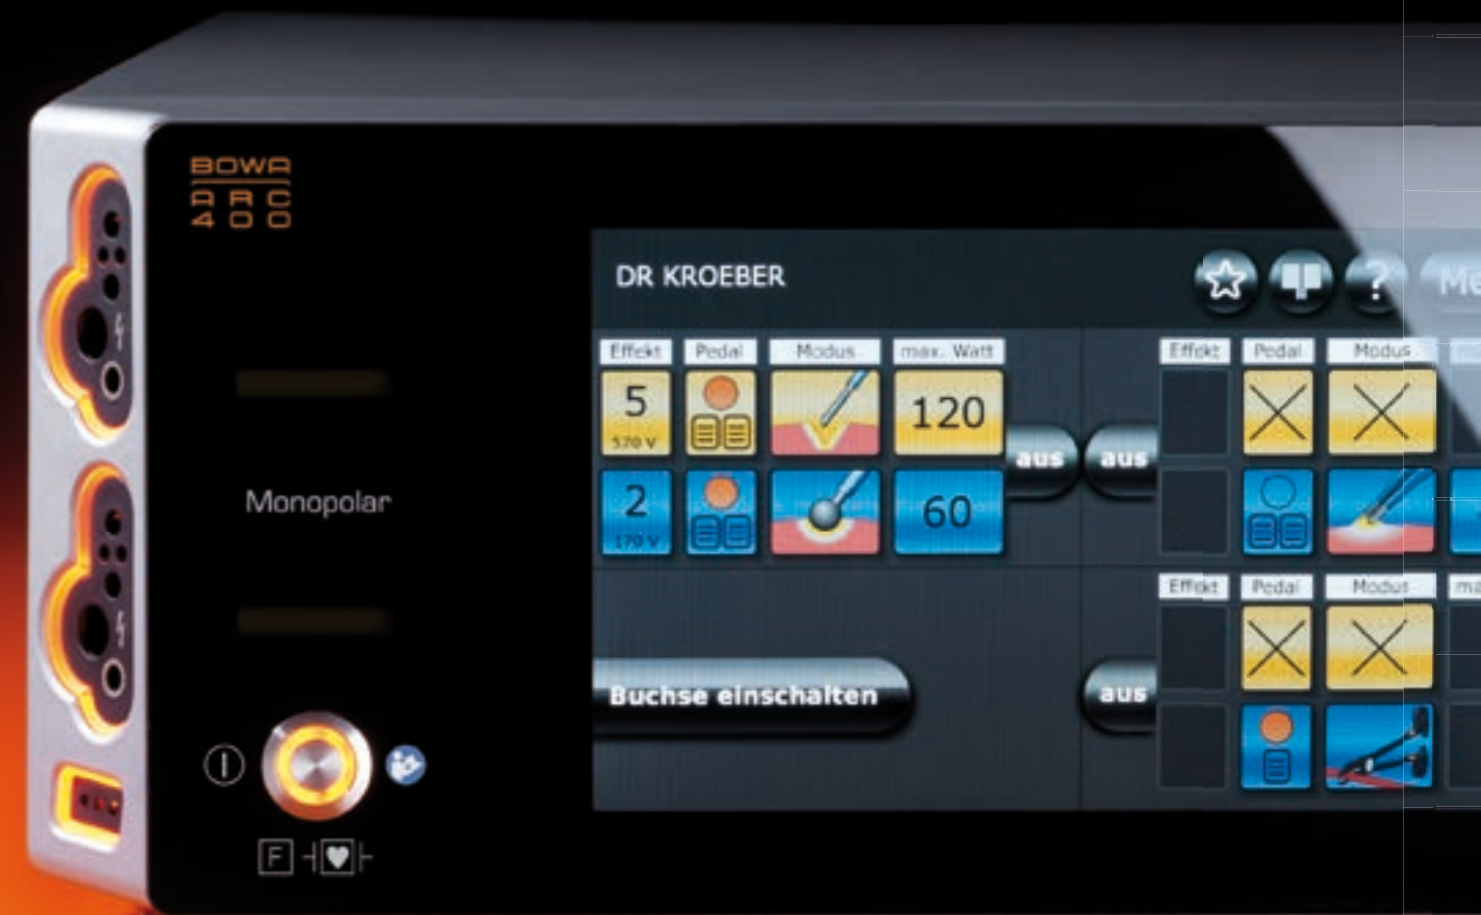 BOWA
ARC
400
Monopolar
F
DR KROEBER
?
Effekt Pedal Modus max. Watt
5
570 V
120
aus
2
170 V
60
Buchse einschalten
Effekt Pedal Modus
aus
Effekt Pedal Modus
aus